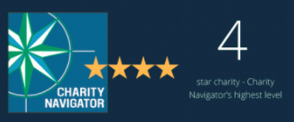 CHARITY
NAVIGATOR
4
star charity - Charity
Navigator's highest level